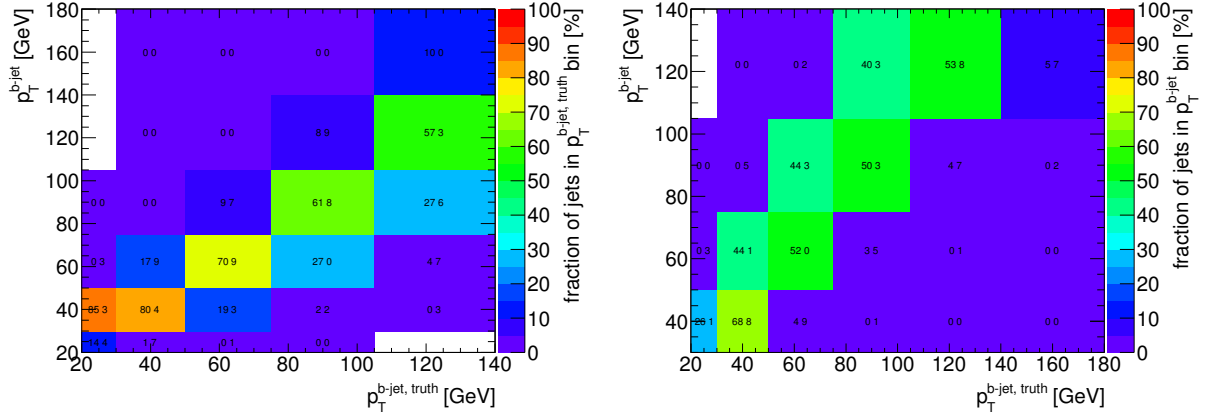 p_T^b-jet [GeV]
180
160
140
120
100
80
60
40
20
0 0 0 0 0 0 10 0
0 0 0 0 8 9 57 3
0 0 0 0 9 7 61 8 27 6
0 3 17 9 70 9 27 0 4 7
85 3 80 4 19 3 2 2 0 3
14 4 1 7 0 1 0 0
20 40 60 80 100 120 140
p_T^b-jet, truth [GeV]
100
90
80
70
60
50
40
30
20
10
0
fraction of jets in p_T^b-jet, truth bin [%]
p_T^b-jet [GeV]
140
120
100
80
60
40
0 0 0 2 40 3 53 8 5 7
0 0 0 5 44 3 50 3 4 7 0 2
0 3 44 1 52 0 3 5 0 1 0 0
26 1 68 8 4 9 0 1 0 0 0 0
20 40 60 80 100 120 140 160 180
p_T^b-jet, truth [GeV]
100
90
80
70
60
50
40
30
20
10
0
fraction of jets in p_T^b-jet bin [%]